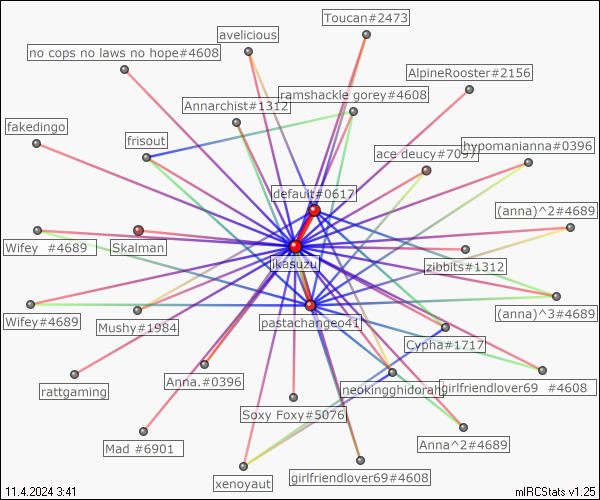 Toucan#2473
avelicious
no cops no laws no hope#4608
AlpineRooster#2156
ramshackle gorey#4608
Annarchist#1312
fakedingo
frisout
hypomanianna#0396
ace deucy#7097
default#0617
(anna)^2#4689
Wifey #4689
Skalman
ikasuzu
zibbits#1312
(anna)^3#4689
Wifey#4689
Mushy#1984
pastachangeo41
Cypha#1717
rattgaming
Anna.#0396
neokingghidorah
girlfriendlover69 #4608
Soxy Foxy#5076
Mad #6901
Anna^2#4689
xenoyaut
girlfriendlover69#4608
11.4.2024 3:41
mIRCStats v1.25